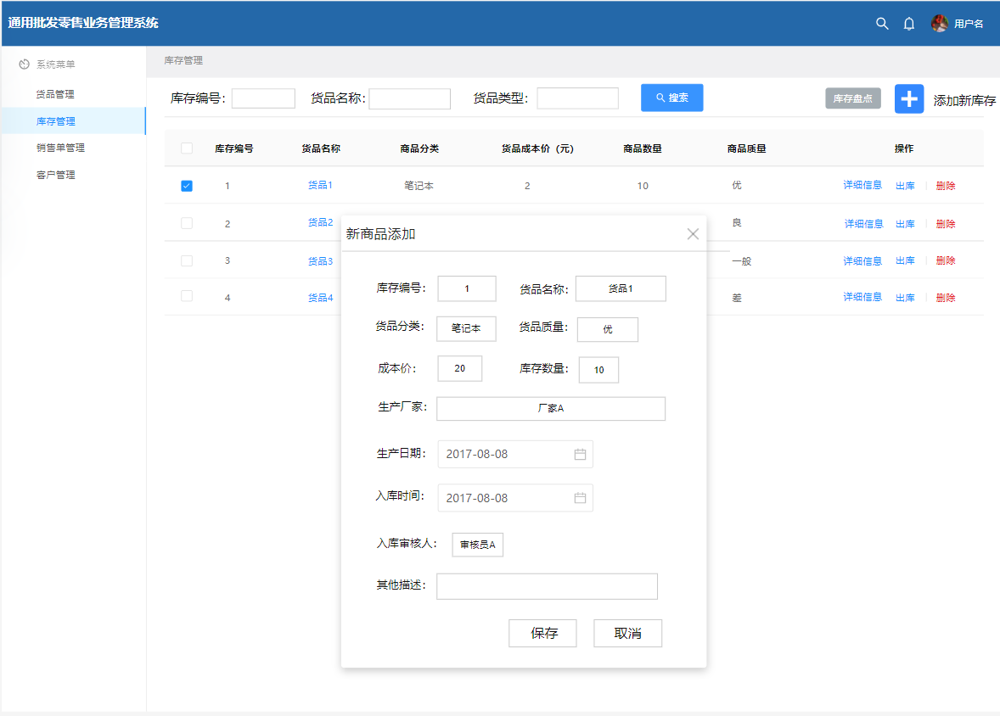 通用批发零售业务管理系统
用户名
系统菜单
货品管理
库存管理
销售单管理
客户管理
库存管理
库存编号： 货品名称： 货品类型： 搜索 库存盘点 添加新库存
库存编号 货品名称 商品分类 货品成本价（元） 商品数量 商品质量 操作
1 货品1 笔记本 2 10 优 详细信息 出库 删除
2 货品2 良 详细信息 出库 删除
3 货品3 一般 详细信息 出库 删除
4 货品4 差 详细信息 出库 删除
新商品添加
库存编号： 1 货品名称： 货品1
货品分类： 笔记本 货品质量： 优
成本价： 20 库存数量： 10
生产厂家： 厂家A
生产日期： 2017-08-08
入库时间： 2017-08-08
入库审核人： 审核员A
其他描述：
保存 取消